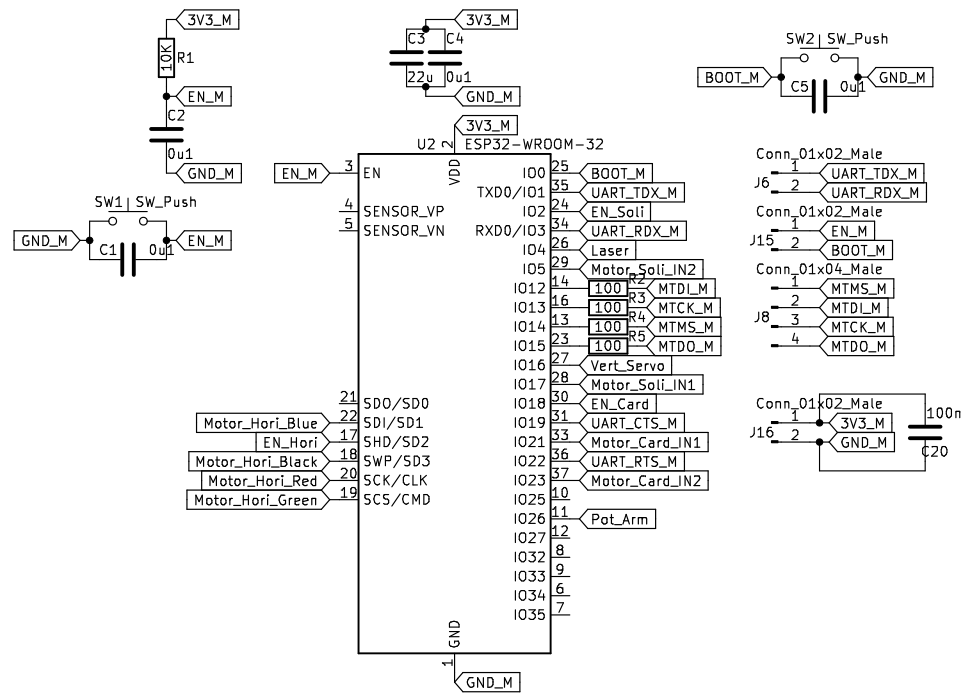 3V3_M
10K
R1
EN_M
C2
0u1
GND_M
3V3_M
C3 C4
22u 0u1
GND_M
SW2 SW_Push
BOOT_M
GND_M
C5 0u1
SW1 SW_Push
GND_M
EN_M
C1 0u1
3V3_M
U2 2 ESP32-WROOM-32
VDD
EN_M 3 EN
4 SENSOR_VP
5 SENSOR_VN
21 SDO/SD0
Motor_Hori_Blue 22 SDI/SD1
EN_Hori 17 SHD/SD2
Motor_Hori_Black 18 SWP/SD3
Motor_Hori_Red 20 SCK/CLK
Motor_Hori_Green 19 SCS/CMD
IO0 25 BOOT_M
TXD0/IO1 35 UART_TDX_M
IO2 24 EN_Soli
RXD0/IO3 34 UART_RDX_M
IO4 26 Laser
IO5 29 Motor_Soli_IN2
IO12 14 100 R2 MTDI_M
IO13 16 100 R3 MTCK_M
IO14 13 100 R4 MTMS_M
IO15 23 100 R5 MTDO_M
IO16 27 Vert_Servo
IO17 28 Motor_Soli_IN1
IO18 30 EN_Card
IO19 31 UART_CTS_M
IO21 33 Motor_Card_IN1
IO22 36 UART_RTS_M
IO23 37 Motor_Card_IN2
IO25 10
IO26 11 Pot_Arm
IO27 12
IO32 8
IO33 9
IO34 6
IO35 7
GND
1
GND_M
Conn_01x02_Male
J6
1 UART_TDX_M
2 UART_RDX_M
Conn_01x02_Male
J15
1 EN_M
2 BOOT_M
Conn_01x04_Male
J8
1 MTMS_M
2 MTDI_M
3 MTCK_M
4 MTDO_M
Conn_01x02_Male
J16
1 3V3_M
2 GND_M
100n
C20